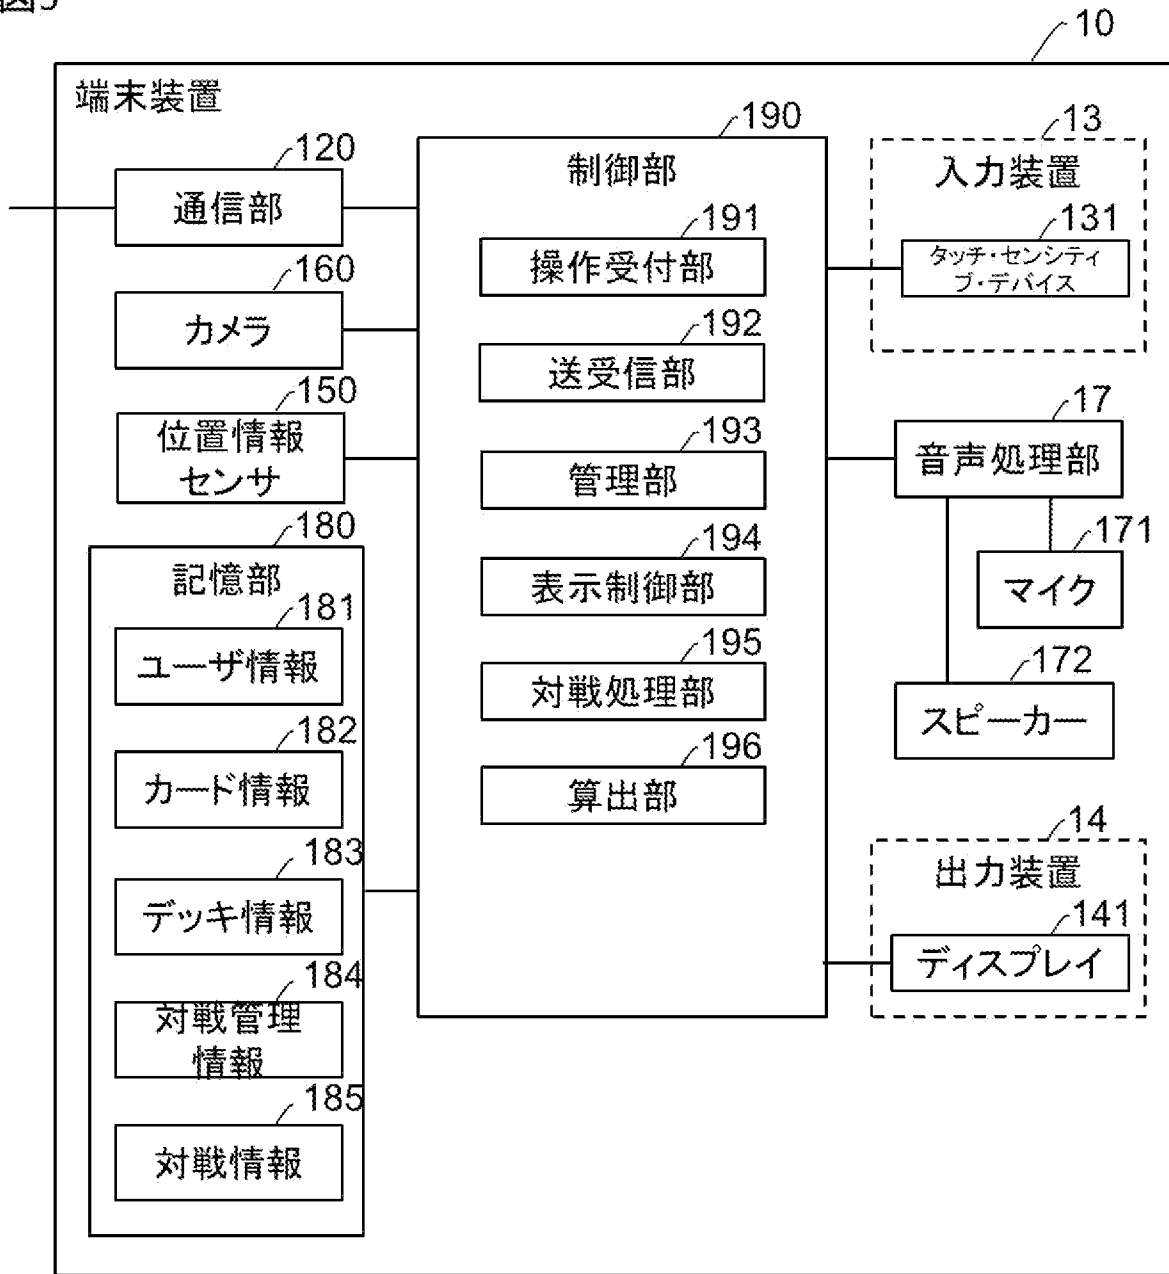 10
端末装置
120
通信部
160
カメラ
150
位置情報
センサ
180
記憶部
181
ユーザ情報
182
カード情報
183
デッキ情報
184
対戦管理
情報
185
対戦情報
190
制御部
191
操作受付部
192
送受信部
193
管理部
194
表示制御部
195
対戦処理部
196
算出部
13
入力装置
131
タッチ・センシティ
ブ・デバイス
17
音声処理部
171
マイク
172
スピーカー
14
出力装置
141
ディスプレイ